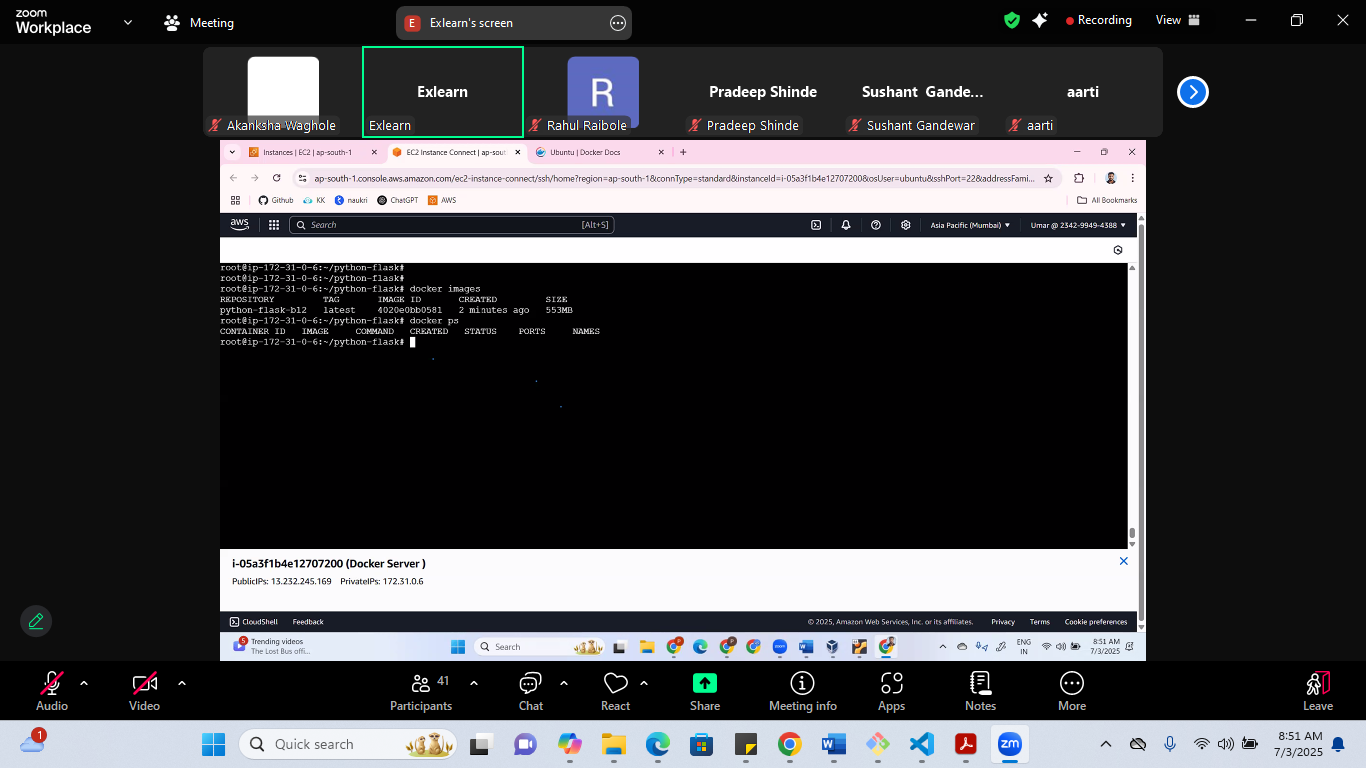 zoom
Workplace
Meeting
E Exlearn's screen
Recording
View
Akanksha Waghole
Exlearn
Exlearn
R
Rahul Raibole
Pradeep Shinde
Pradeep Shinde
Sushant Gande...
Sushant Gandewar
aarti
aarti
Instances | EC2 | ap-south-1
EC2 Instance Connect | ap-sout
Ubuntu | Docker Docs
ap-south-1.console.aws.amazon.com/ec2-instance-connect/ssh/home?region=ap-south-1&connType=standard&instanceId=i-05a3f1b4e12707200&osUser=ubuntu&sshPort=22&addressFami...
Github
KK
naukri
ChatGPT
AWS
All Bookmarks
aws
Search
[Alt+S]
Asia Pacific (Mumbai)
Umar @ 2342-9949-4388
root@ip-172-31-0-6:~/python-flask#
root@ip-172-31-0-6:~/python-flask#
root@ip-172-31-0-6:~/python-flask# docker images
REPOSITORY TAG IMAGE ID CREATED SIZE
python-flask-b12 latest 4020e0bb0581 2 minutes ago 553MB
root@ip-172-31-0-6:~/python-flask# docker ps
CONTAINER ID IMAGE COMMAND CREATED STATUS PORTS NAMES
root@ip-172-31-0-6:~/python-flask#
i-05a3f1b4e12707200 (Docker Server )
PublicIPs: 13.232.245.169 PrivateIPs: 172.31.0.6
CloudShell
Feedback
© 2025, Amazon Web Services, Inc. or its affiliates.
Privacy
Terms
Cookie preferences
5
Trending videos
The Lost Bus offi...
Search
ENG
IN
8:51 AM
7/3/2025
Audio
Video
Participants
41
Chat
React
Share
Meeting info
Apps
Notes
More
Leave
1
Quick search
zm
8:51 AM
7/3/2025